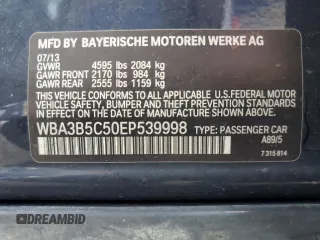 MFD BY BAYERISCHE MOTOREN WERKE AG
07/13
GVWR 4595 lbs 2084 kg
GAWR FRONT 2170 lbs 984 kg
GAWR REAR 2555 lbs 1159 kg
THIS VEHICLE CONFORMS TO ALL APPLICABLE U.S. FEDERAL MOTOR
VEHICLE SAFETY, BUMPER, AND THEFT PREVENTION STANDARDS
IN EFFECT ON THE DATE OF MANUFACTURE SHOWN ABOVE.
WBA3B5C50EP539998 TYPE: PASSENGER CAR
A89/5
7 315 814
© WREKBID AUTO